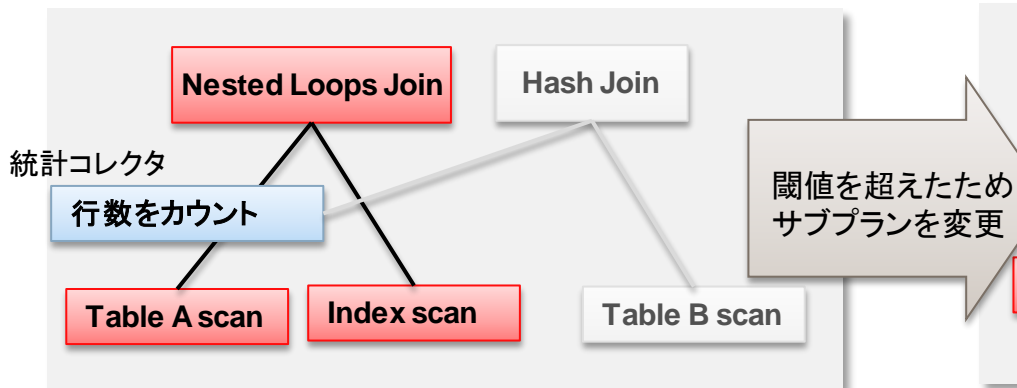 Nested Loops Join
Hash Join
統計コレクタ
行数をカウント
閾値を超えたため
サブプランを変更
Table A scan
Index scan
Table B scan